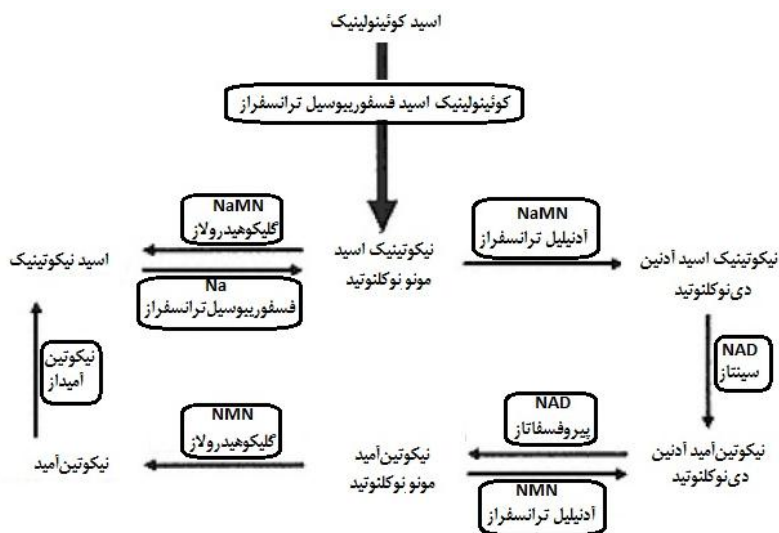 اسید کوئینولینیک
کوئینولینیک اسید فسفوریبوسیل ترانسفراز
NaMN
آدنیلیل ترانسفراز
NaMN
گلیکوهیدرولاز
نیکوتینیک اسید آدنین
دی‌نوکلئوتید
نیکوتینیک اسید
مونو نوکلئوتید
اسید نیکوتینیک
Na
فسفوریبوسیل‌ترانسفراز
NAD
سینتاز
نیکوتین
آمیداز
NAD
پیروفسفاتاز
NMN
گلیکوهیدرولاز
نیکوتین‌آمید آدنین
دی‌نوکلئوتید
نیکوتین‌آمید
مونو نوکلئوتید
نیکوتین‌آمید
NMN
آدنیلیل ترانسفراز